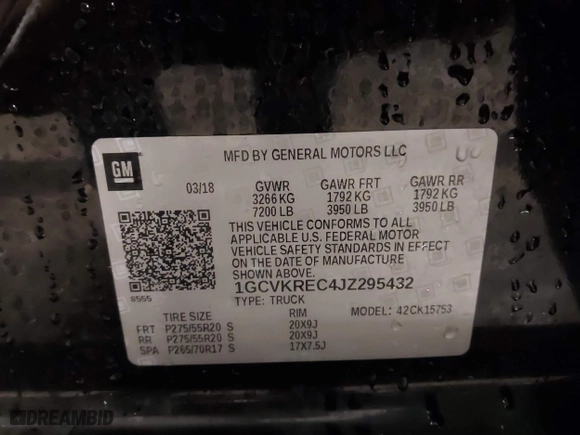 GM
MFD BY GENERAL MOTORS LLC
03/18
GVWR GAWR FRT GAWR RR
3266 KG 1792 KG 1792 KG
7200 LB 3950 LB 3950 LB
THIS VEHICLE CONFORMS TO ALL
APPLICABLE U.S. FEDERAL MOTOR
VEHICLE SAFETY STANDARDS IN EFFECT
ON THE DATE OF MANUFACTURE
SHOWN ABOVE.
8555
1GCVKREC4JZ295432
TYPE: TRUCK
MODEL: 42CK15753
TIRE SIZE RIM
FRT P275/55R20 S 20X9J
RR P275/55R20 S 20X9J
SPA P265/70R17 S 17X7.5J
DREAMBID